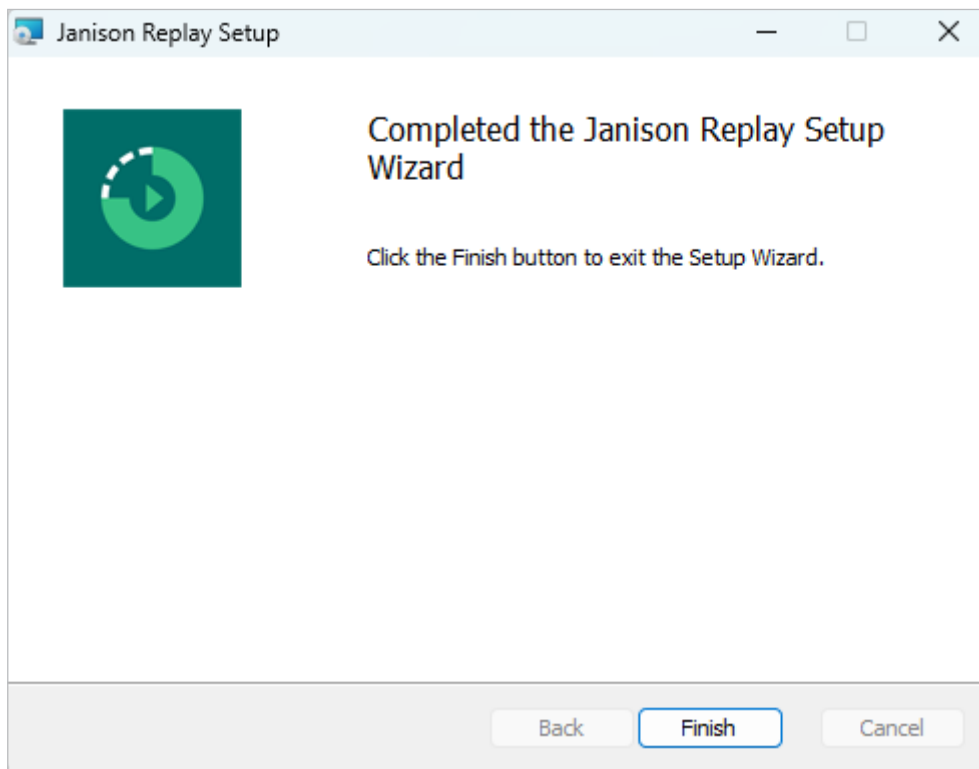 Janison Replay Setup
Completed the Janison Replay Setup
Wizard
Click the Finish button to exit the Setup Wizard.
Back
Finish
Cancel